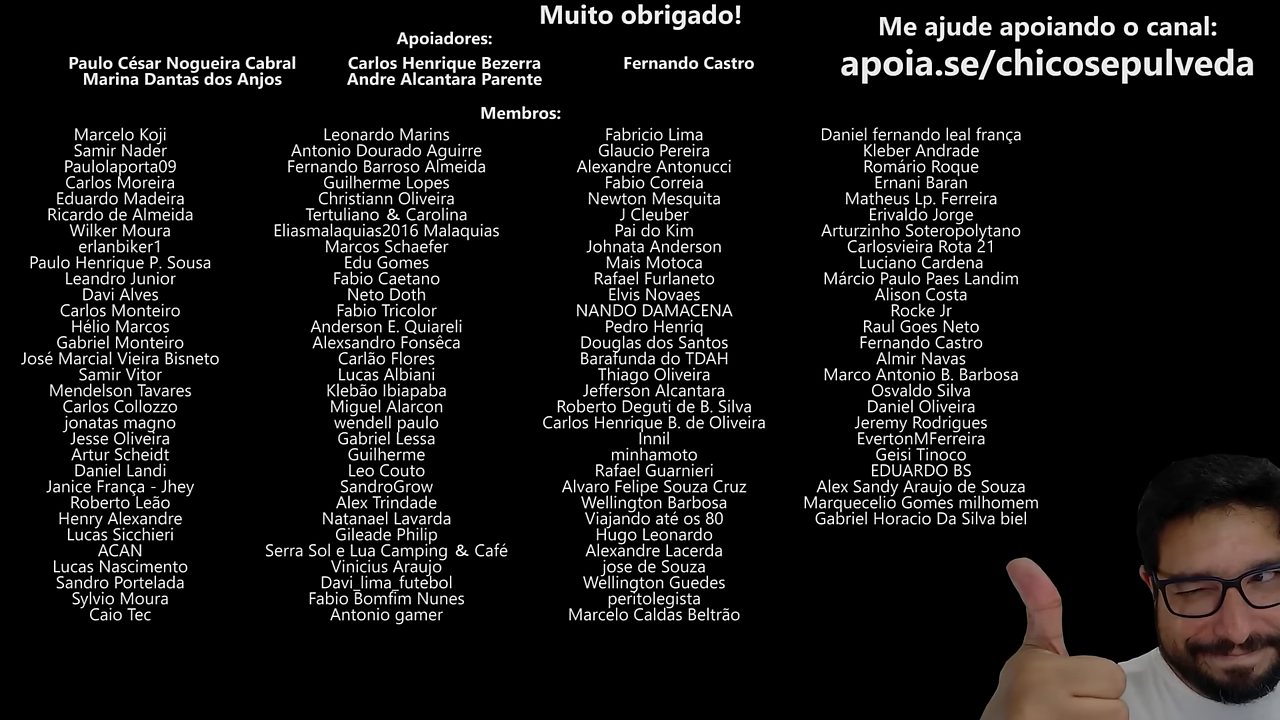 Muito obrigado!
Me ajude apoiando o canal:
apoia.se/chicosepulveda
Apoiadores:
Paulo César Nogueira Cabral
Marina Dantas dos Anjos
Carlos Henrique Bezerra
Andre Alcantara Parente
Fernando Castro
Membros:
Marcelo Koji
Samir Nader
Paulolaporta09
Carlos Moreira
Eduardo Madeira
Ricardo de Almeida
Wilker Moura
erlanbiker1
Paulo Henrique P. Sousa
Leandro Junior
Davi Alves
Carlos Monteiro
Hélio Marcos
Gabriel Monteiro
José Marcial Vieira Bisneto
Samir Vitor
Mendelson Tavares
Carlos Collozzo
jonatas magno
Jesse Oliveira
Artur Scheidt
Daniel Landi
Janice França - Jhey
Roberto Leão
Henry Alexandre
Lucas Sicchieri
ACAN
Lucas Nascimento
Sandro Portelada
Sylvio Moura
Caio Tec
Leonardo Marins
Antonio Dourado Aguirre
Fernando Barroso Almeida
Guilherme Lopes
Christiann Oliveira
Tertuliano & Carolina
Eliasmalaquias2016 Malaquias
Marcos Schaefer
Edu Gomes
Fabio Caetano
Neto Doth
Fabio Tricolor
Anderson E. Quiareli
Alexsandro Fonsêca
Carlão Flores
Lucas Albiani
Klebão Ibiapaba
Miguel Alarcon
wendell paulo
Gabriel Lessa
Guilherme
Leo Couto
SandroGrow
Alex Trindade
Natanael Lavarda
Gileade Philip
Serra Sol e Lua Camping & Café
Vinicius Araujo
Davi_lima_futebol
Fabio Bomfim Nunes
Antonio gamer
Fabricio Lima
Glaucio Pereira
Alexandre Antonucci
Fabio Correia
Newton Mesquita
J Cleuber
Pai do Kim
Johnata Anderson
Mais Motoca
Rafael Furlaneto
Elvis Novaes
NANDO DAMACENA
Pedro Henriq
Douglas dos Santos
Barafunda do TDAH
Thiago Oliveira
Jefferson Alcantara
Roberto Deguti de B. Silva
Carlos Henrique B. de Oliveira
Innil
minhamoto
Rafael Guarnieri
Alvaro Felipe Souza Cruz
Wellington Barbosa
Viajando até os 80
Hugo Leonardo
Alexandre Lacerda
jose de Souza
Wellington Guedes
peritolegista
Marcelo Caldas Beltrão
Daniel fernando leal frança
Kleber Andrade
Romário Roque
Ernani Baran
Matheus Lp. Ferreira
Erivaldo Jorge
Arturzinho Soteropolytano
Carlosvieira Rota 21
Luciano Cardena
Márcio Paulo Paes Landim
Alison Costa
Rocke Jr
Raul Goes Neto
Fernando Castro
Almir Navas
Marco Antonio B. Barbosa
Osvaldo Silva
Daniel Oliveira
Jeremy Rodrigues
EvertonMFerreira
Geisi Tinoco
EDUARDO BS
Alex Sandy Araujo de Souza
Marquecelio Gomes milhomem
Gabriel Horacio Da Silva biel